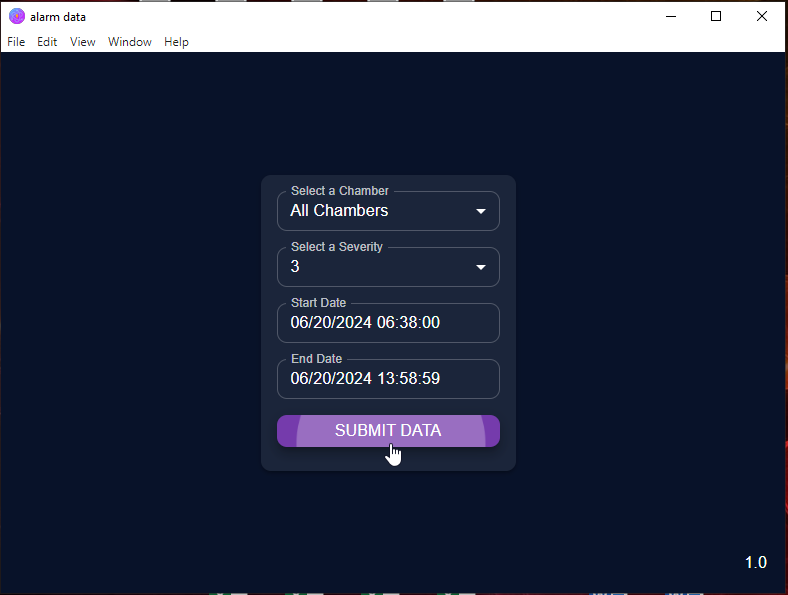 alarm data
File Edit View Window Help
Select a Chamber
All Chambers
Select a Severity
3
Start Date
06/20/2024 06:38:00
End Date
06/20/2024 13:58:59
SUBMIT DATA
1.0